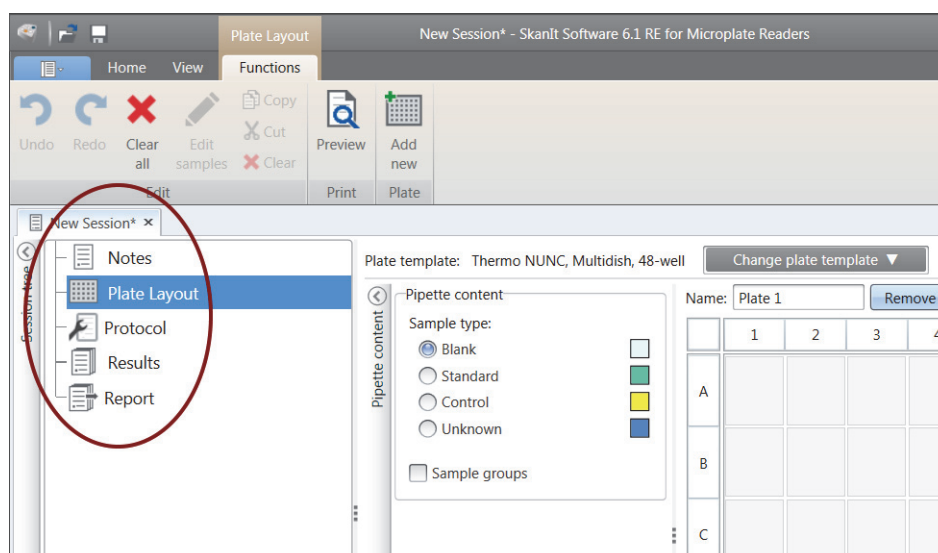 Plate Layout
New Session* - SkanIt Software 6.1 RE for Microplate Readers
Home View Functions
Undo Redo Clear all Edit samples Copy Cut Clear Preview Add new
Edit Print Plate
New Session*
Session tree
Notes
Plate Layout
Protocol
Results
Report
Plate template: Thermo NUNC, Multidish, 48-well Change plate template
Pipette content
Pipette content
Sample type:
Blank
Standard
Control
Unknown
Sample groups
Name: Plate 1 Remove
1 2 3 4
A
B
C